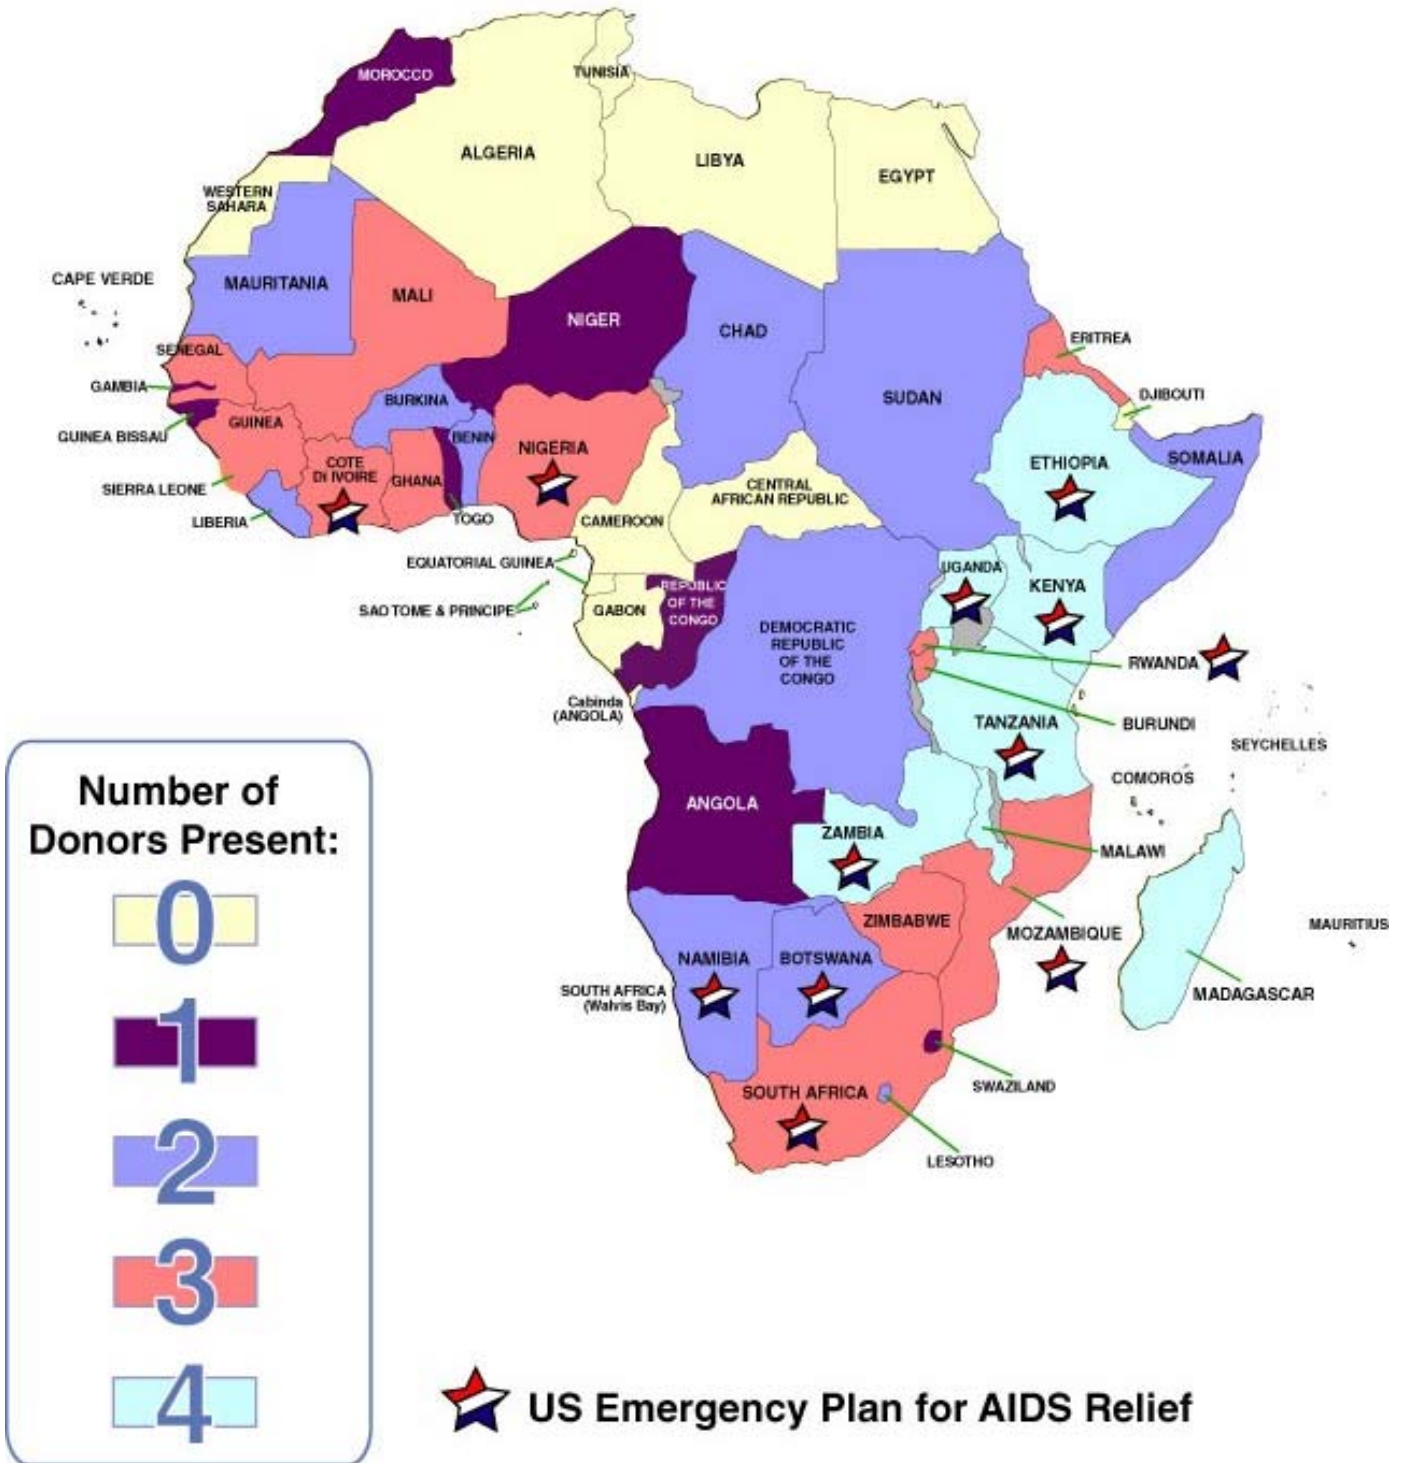 MOROCCO
TUNISIA
ALGERIA
LIBYA
EGYPT
WESTERN
SAHARA
CAPE VERDE
MAURITANIA
MALI
NIGER
CHAD
SUDAN
ERITREA
SENEGAL
GAMBIA
DJIBOUTI
BURKINA
GUINEA
BENIN
GUINEA BISSAU
NIGERIA
SOMALIA
ETHIOPIA
COTE
DI IVOIRE
GHANA
SIERRA LEONE
CENTRAL
AFRICAN REPUBLIC
LIBERIA
TOGO
CAMEROON
EQUATORIAL GUINEA
UGANDA
KENYA
REPUBLIC
OF THE
CONGO
SAO TOME & PRINCIPE
GABON
DEMOCRATIC
REPUBLIC
OF THE
CONGO
RWANDA
Cabinda
(ANGOLA)
TANZANIA
BURUNDI
SEYCHELLES
COMOROS
ANGOLA
ZAMBIA
MALAWI
ZIMBABWE
MOZAMBIQUE
MAURITIUS
NAMIBIA
BOTSWANA
SOUTH AFRICA
(Walvis Bay)
MADAGASCAR
SWAZILAND
SOUTH AFRICA
LESOTHO
Number of
Donors Present:
0
1
2
3
4
US Emergency Plan for AIDS Relief